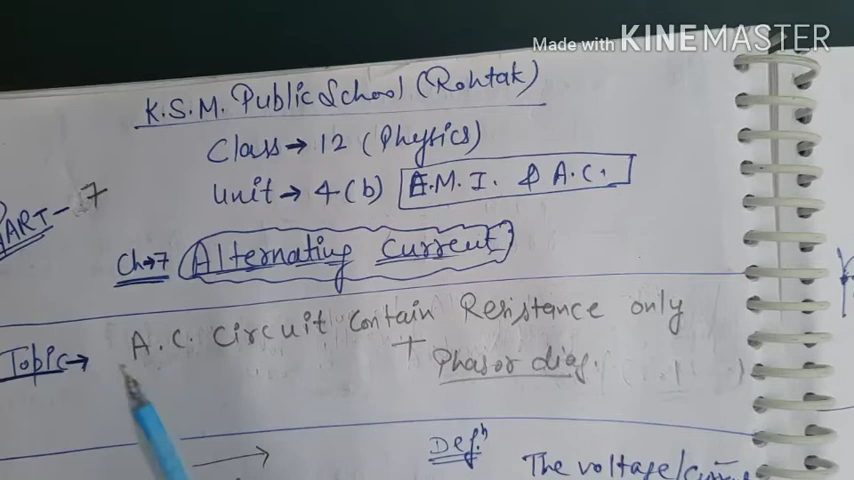 Made with KINEMASTER
K.S.M. Public School (Rohtak)
Class → 12 (Physics)
Unit → 4 (b) E.M.I. & A.C.
PART - 7
Ch → 7 Alternating Current
Topic → A.C. Circuit Contain Resistance only
+ Phasor diag.
Def.n
The voltage/